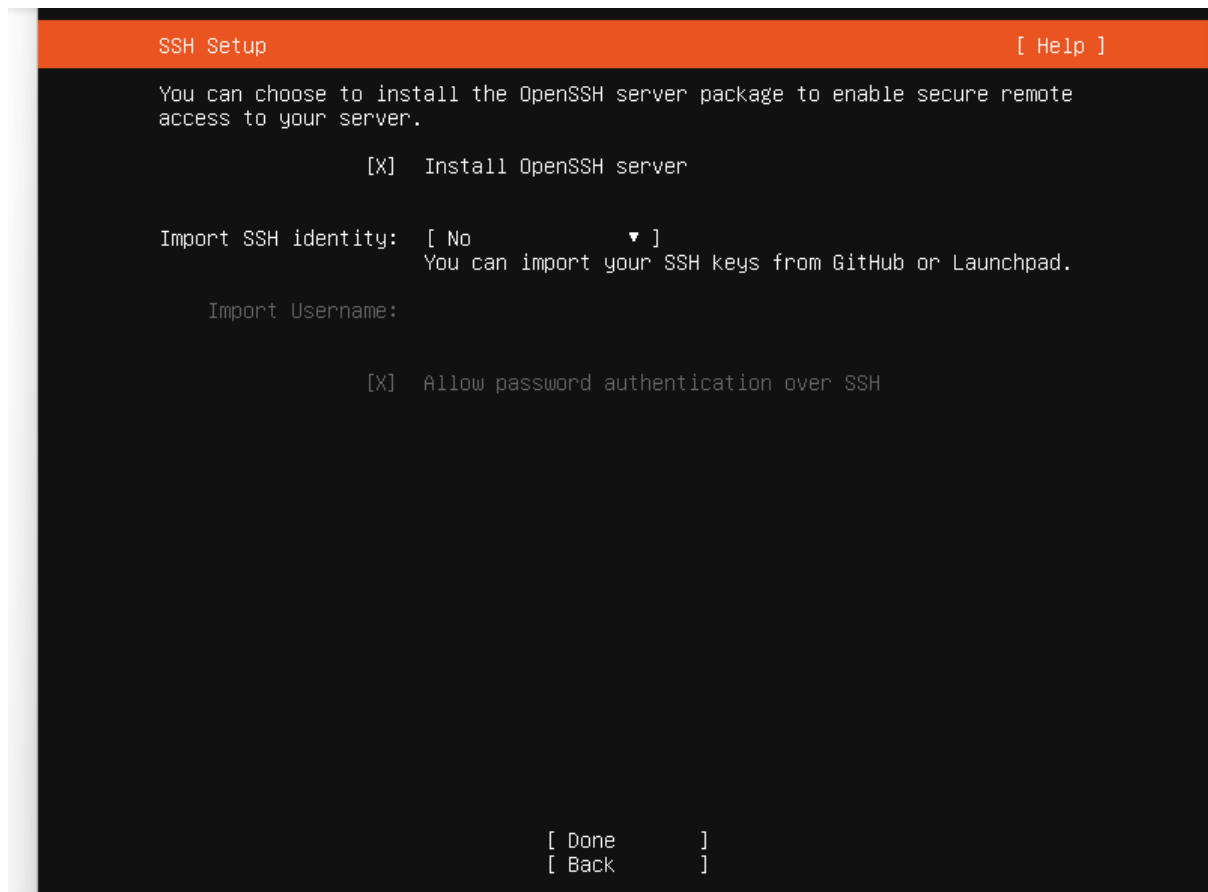 SSH Setup [ Help ]
You can choose to install the OpenSSH server package to enable secure remote
access to your server.
[X] Install OpenSSH server
Import SSH identity: [ No ▼ ]
You can import your SSH keys from GitHub or Launchpad.
Import Username:
[X] Allow password authentication over SSH
[ Done ]
[ Back ]